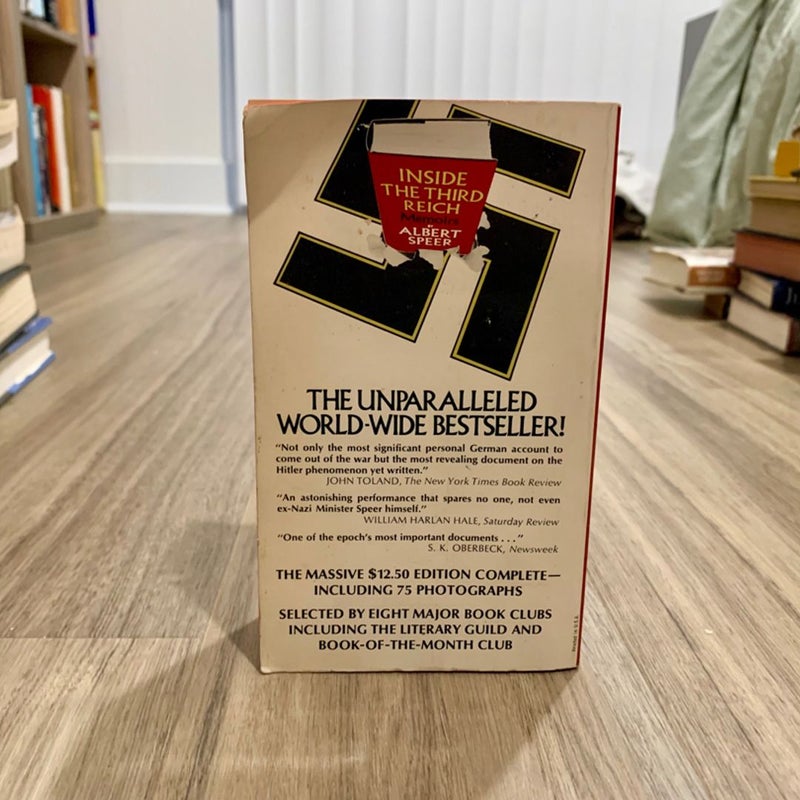 INSIDE
THE THIRD
REICH
Memoirs
BY
ALBERT
SPEER
THE UNPARALLELED
WORLD-WIDE BESTSELLER!
"Not only the most significant personal German account to
come out of the war but the most revealing document on the
Hitler phenomenon yet written."
JOHN TOLAND, The New York Times Book Review
"An astonishing performance that spares no one, not even
ex-Nazi Minister Speer himself."
WILLIAM HARLAN HALE, Saturday Review
"One of the epoch's most important documents . . ."
S. K. OBERBECK, Newsweek
THE MASSIVE $12.50 EDITION COMPLETE—
INCLUDING 75 PHOTOGRAPHS
SELECTED BY EIGHT MAJOR BOOK CLUBS
INCLUDING THE LITERARY GUILD AND
BOOK-OF-THE-MONTH CLUB
Printed in U.S.A.